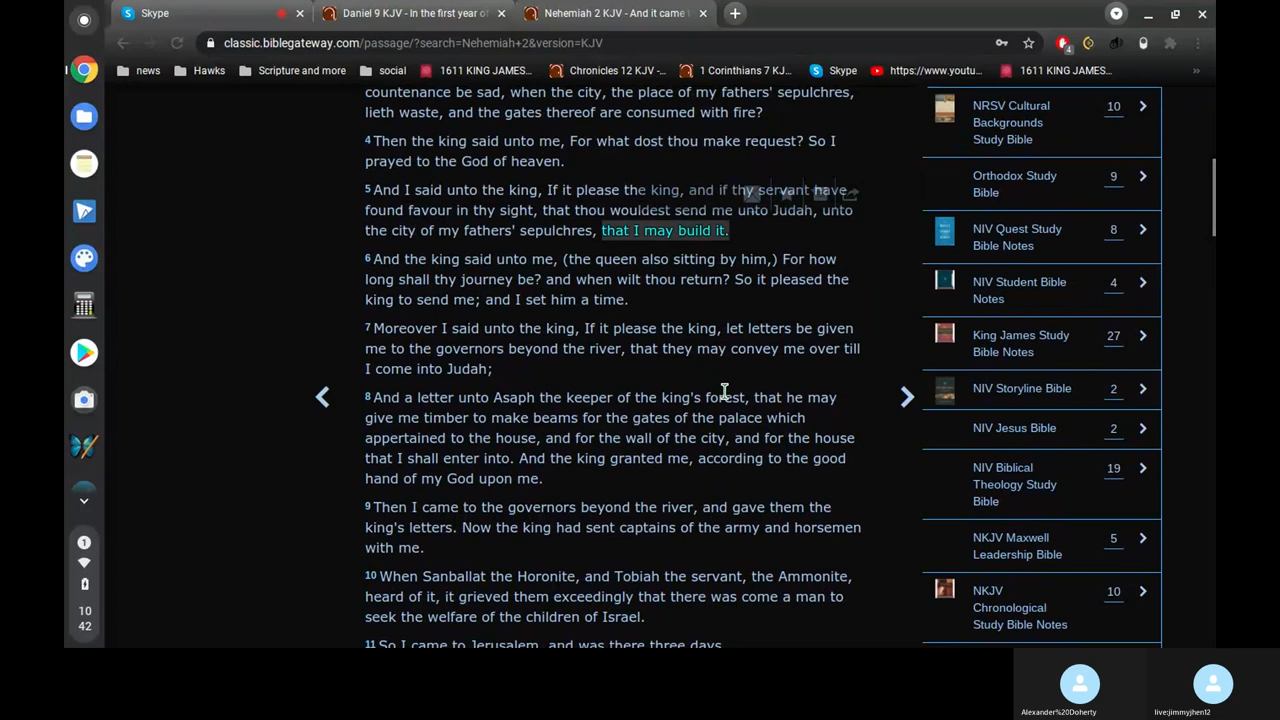 Skype
Daniel 9 KJV - In the first year of
Nehemiah 2 KJV - And it came t
classic.biblegateway.com/passage/?search=Nehemiah+2&version=KJV
4
news
Hawks
Scripture and more
social
1611 KING JAMES...
Chronicles 12 KJV -...
1 Corinthians 7 KJ...
Skype
https://www.youtu...
1611 KING JAMES...
»
countenance be sad, when the city, the place of my fathers' sepulchres,
lieth waste, and the gates thereof are consumed with fire?
4 Then the king said unto me, For what dost thou make request? So I
prayed to the God of heaven.
5 And I said unto the king, If it please the king, and if thy servant have
found favour in thy sight, that thou wouldest send me unto Judah, unto
the city of my fathers' sepulchres, that I may build it.
6 And the king said unto me, (the queen also sitting by him,) For how
long shall thy journey be? and when wilt thou return? So it pleased the
king to send me; and I set him a time.
7 Moreover I said unto the king, If it please the king, let letters be given
me to the governors beyond the river, that they may convey me over till
I come into Judah;
8 And a letter unto Asaph the keeper of the king's forest, that he may
give me timber to make beams for the gates of the palace which
appertained to the house, and for the wall of the city, and for the house
that I shall enter into. And the king granted me, according to the good
hand of my God upon me.
9 Then I came to the governors beyond the river, and gave them the
king's letters. Now the king had sent captains of the army and horsemen
with me.
10 When Sanballat the Horonite, and Tobiah the servant, the Ammonite,
heard of it, it grieved them exceedingly that there was come a man to
seek the welfare of the children of Israel.
11 So I came to Jerusalem, and was there three days.
NRSV Cultural
Backgrounds
Study Bible
10
Orthodox Study
Bible
9
NIV Quest Study
Bible Notes
8
NIV Student Bible
Notes
4
King James Study
Bible Notes
27
NIV Storyline Bible
2
NIV Jesus Bible
2
NIV Biblical
Theology Study
Bible
19
NKJV Maxwell
Leadership Bible
5
NKJV
Chronological
Study Bible Notes
10
1
10
42
Alexander%20Doherty
live:jimmyjhen12